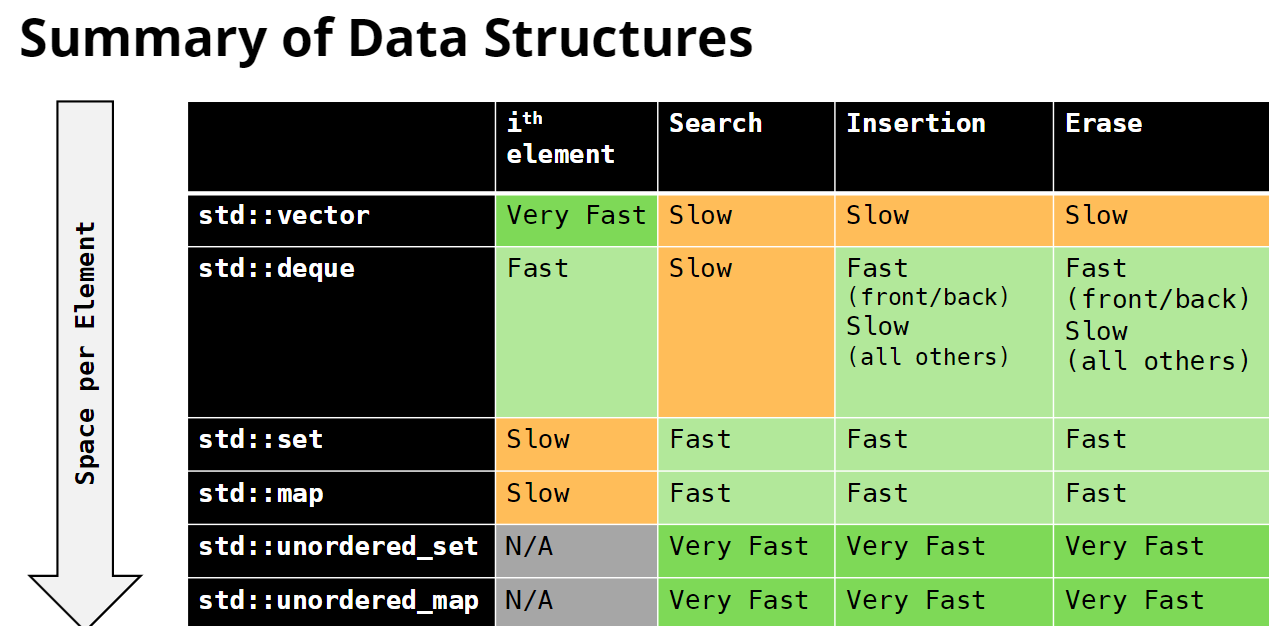 Summary of Data Structures
Space per Element
iᵗʰ element Search Insertion Erase
std::vector Very Fast Slow Slow Slow
std::deque Fast Slow Fast (front/back) Slow (all others) Fast (front/back) Slow (all others)
std::set Slow Fast Fast Fast
std::map Slow Fast Fast Fast
std::unordered_set N/A Very Fast Very Fast Very Fast
std::unordered_map N/A Very Fast Very Fast Very Fast